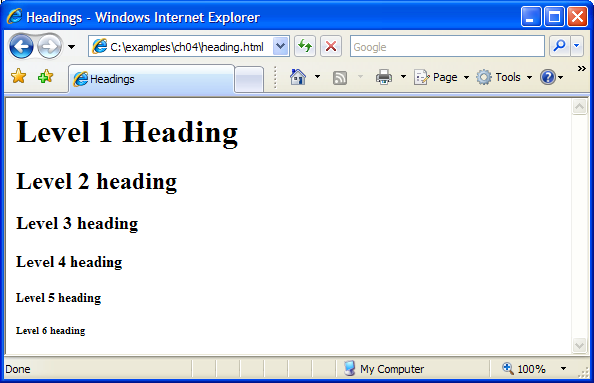 Headings - Windows Internet Explorer
C:\examples\ch04\heading.html
Google
Headings
Page
Tools
Level 1 Heading
Level 2 heading
Level 3 heading
Level 4 heading
Level 5 heading
Level 6 heading
Done
My Computer
100%